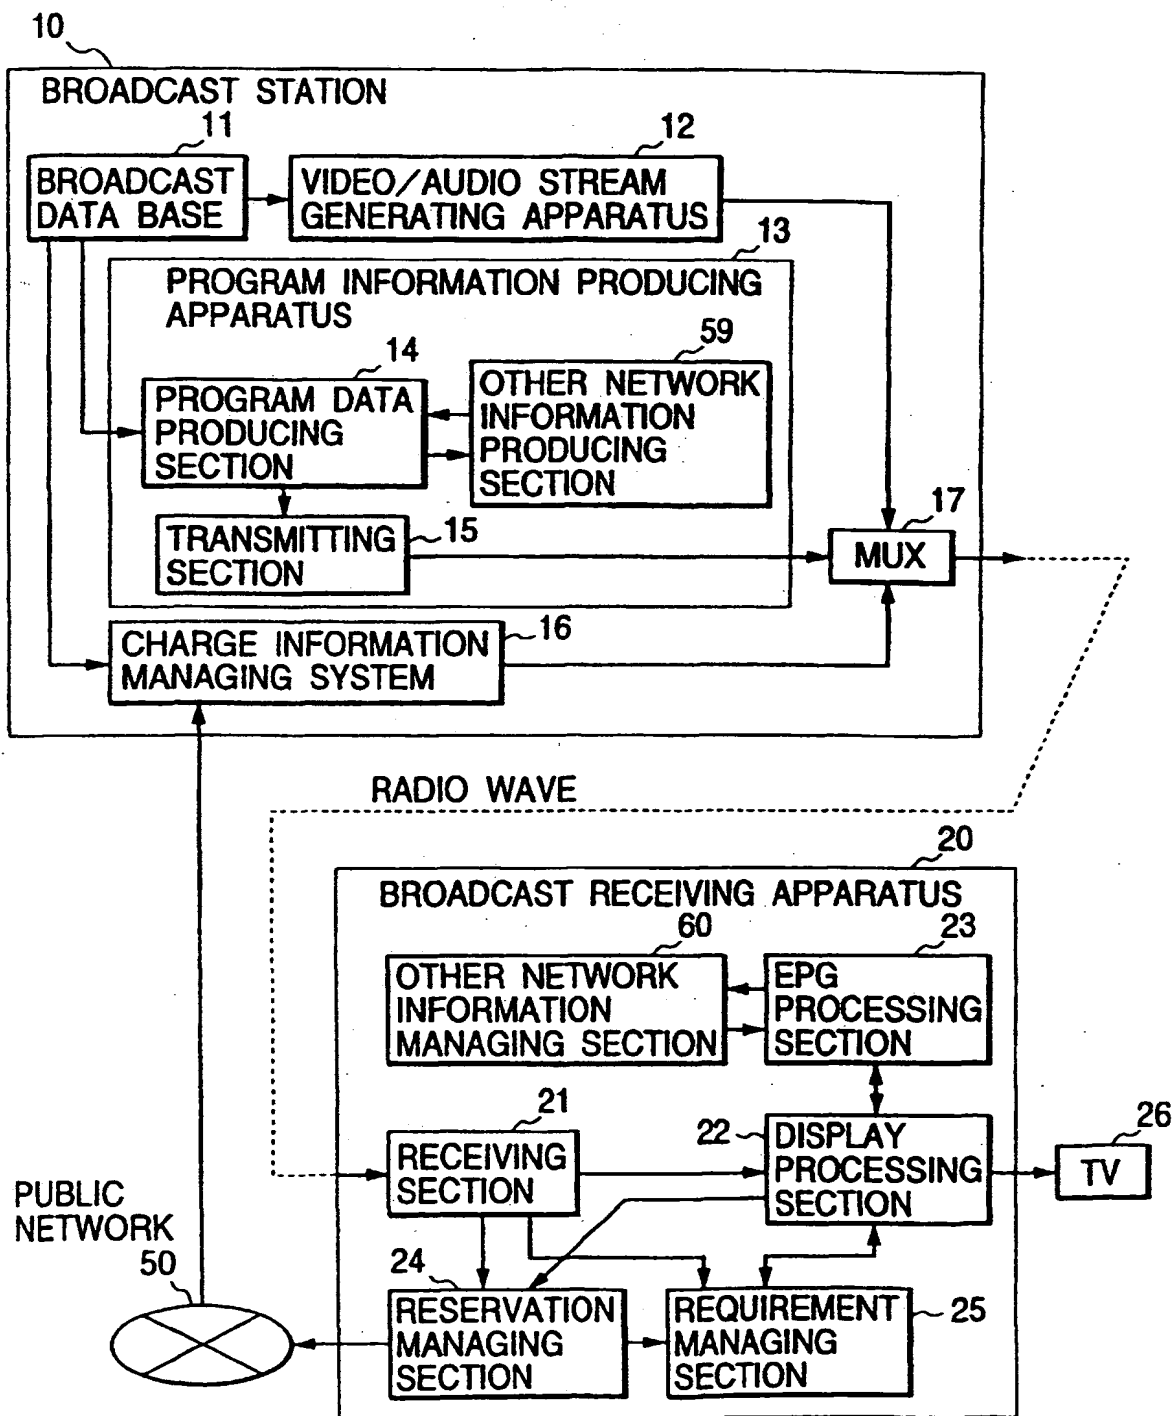 10
BROADCAST STATION
11
BROADCAST
DATA BASE
12
VIDEO/AUDIO STREAM
GENERATING APPARATUS
13
PROGRAM INFORMATION PRODUCING
APPARATUS
14
PROGRAM DATA
PRODUCING
SECTION
59
OTHER NETWORK
INFORMATION
PRODUCING
SECTION
15
TRANSMITTING
SECTION
17
MUX
16
CHARGE INFORMATION
MANAGING SYSTEM
RADIO WAVE
20
BROADCAST RECEIVING APPARATUS
60
OTHER NETWORK
INFORMATION
MANAGING SECTION
23
EPG
PROCESSING
SECTION
21
RECEIVING
SECTION
22
DISPLAY
PROCESSING
SECTION
26
TV
PUBLIC
NETWORK
50
24
RESERVATION
MANAGING
SECTION
REQUIREMENT
MANAGING
SECTION
25